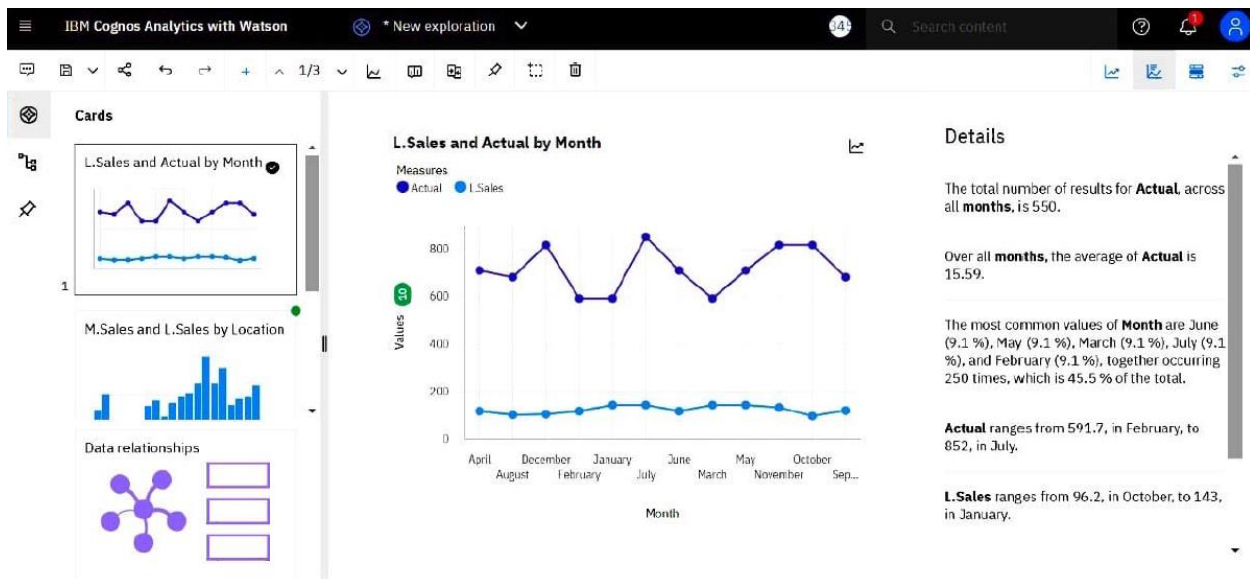 IBM Cognos Analytics with Watson
* New exploration
Search content
1
1/3
Cards
L.Sales and Actual by Month
1
M.Sales and L.Sales by Location
Data relationships
L.Sales and Actual by Month
Measures
Actual L.Sales
Values 10
800
600
400
200
0
April December January June May October
August February July March November Sep...
Month
Details
The total number of results for Actual, across
all months, is 550.
Over all months, the average of Actual is
15.59.
The most common values of Month are June
(9.1 %), May (9.1 %), March (9.1 %), July (9.1
%), and February (9.1 %), together occurring
250 times, which is 45.5 % of the total.
Actual ranges from 591.7, in February, to
852, in July.
L.Sales ranges from 96.2, in October, to 143,
in January.